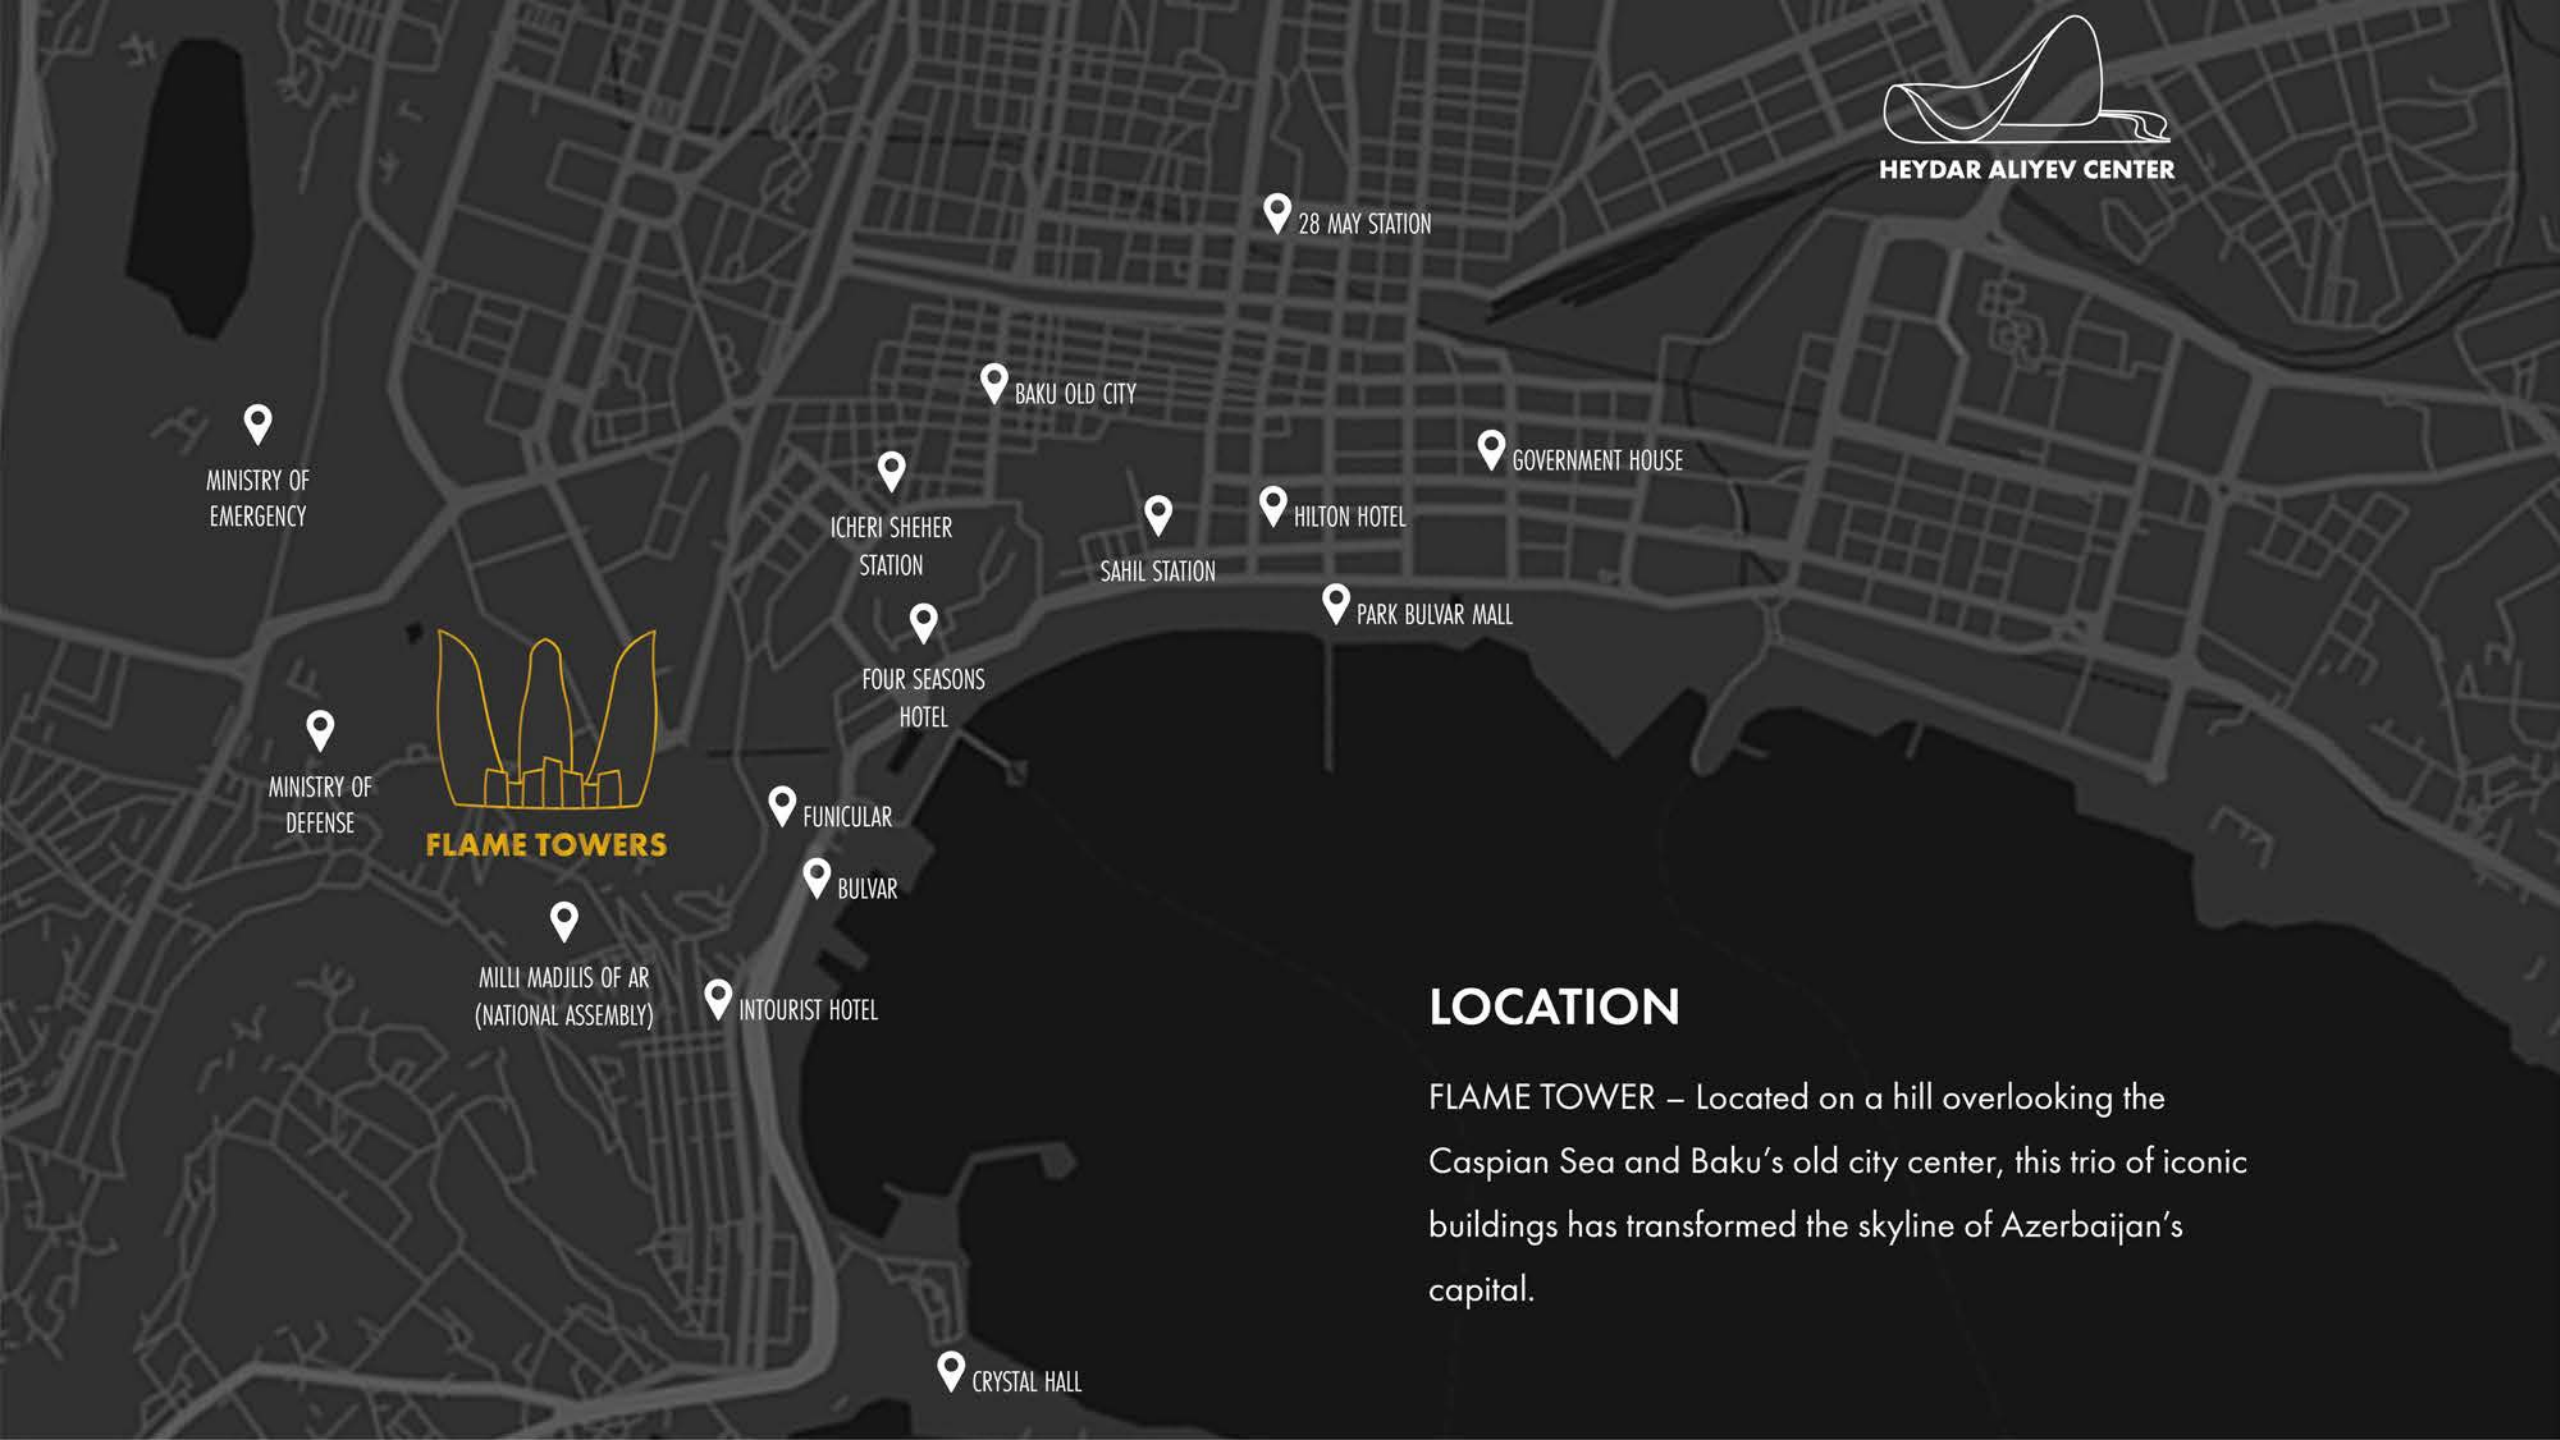 HEYDAR ALIYEV CENTER
28 MAY STATION
BAKU OLD CITY
MINISTRY OF
EMERGENCY
GOVERNMENT HOUSE
ICHERI SHEHER
STATION
HILTON HOTEL
SAHIL STATION
PARK BULVAR MALL
FOUR SEASONS
HOTEL
MINISTRY OF
DEFENSE
FLAME TOWERS
FUNICULAR
BULVAR
MILLI MADJLIS OF AR
(NATIONAL ASSEMBLY)
INTOURIST HOTEL
LOCATION
FLAME TOWER – Located on a hill overlooking the
Caspian Sea and Baku's old city center, this trio of iconic
buildings has transformed the skyline of Azerbaijan's
capital.
CRYSTAL HALL